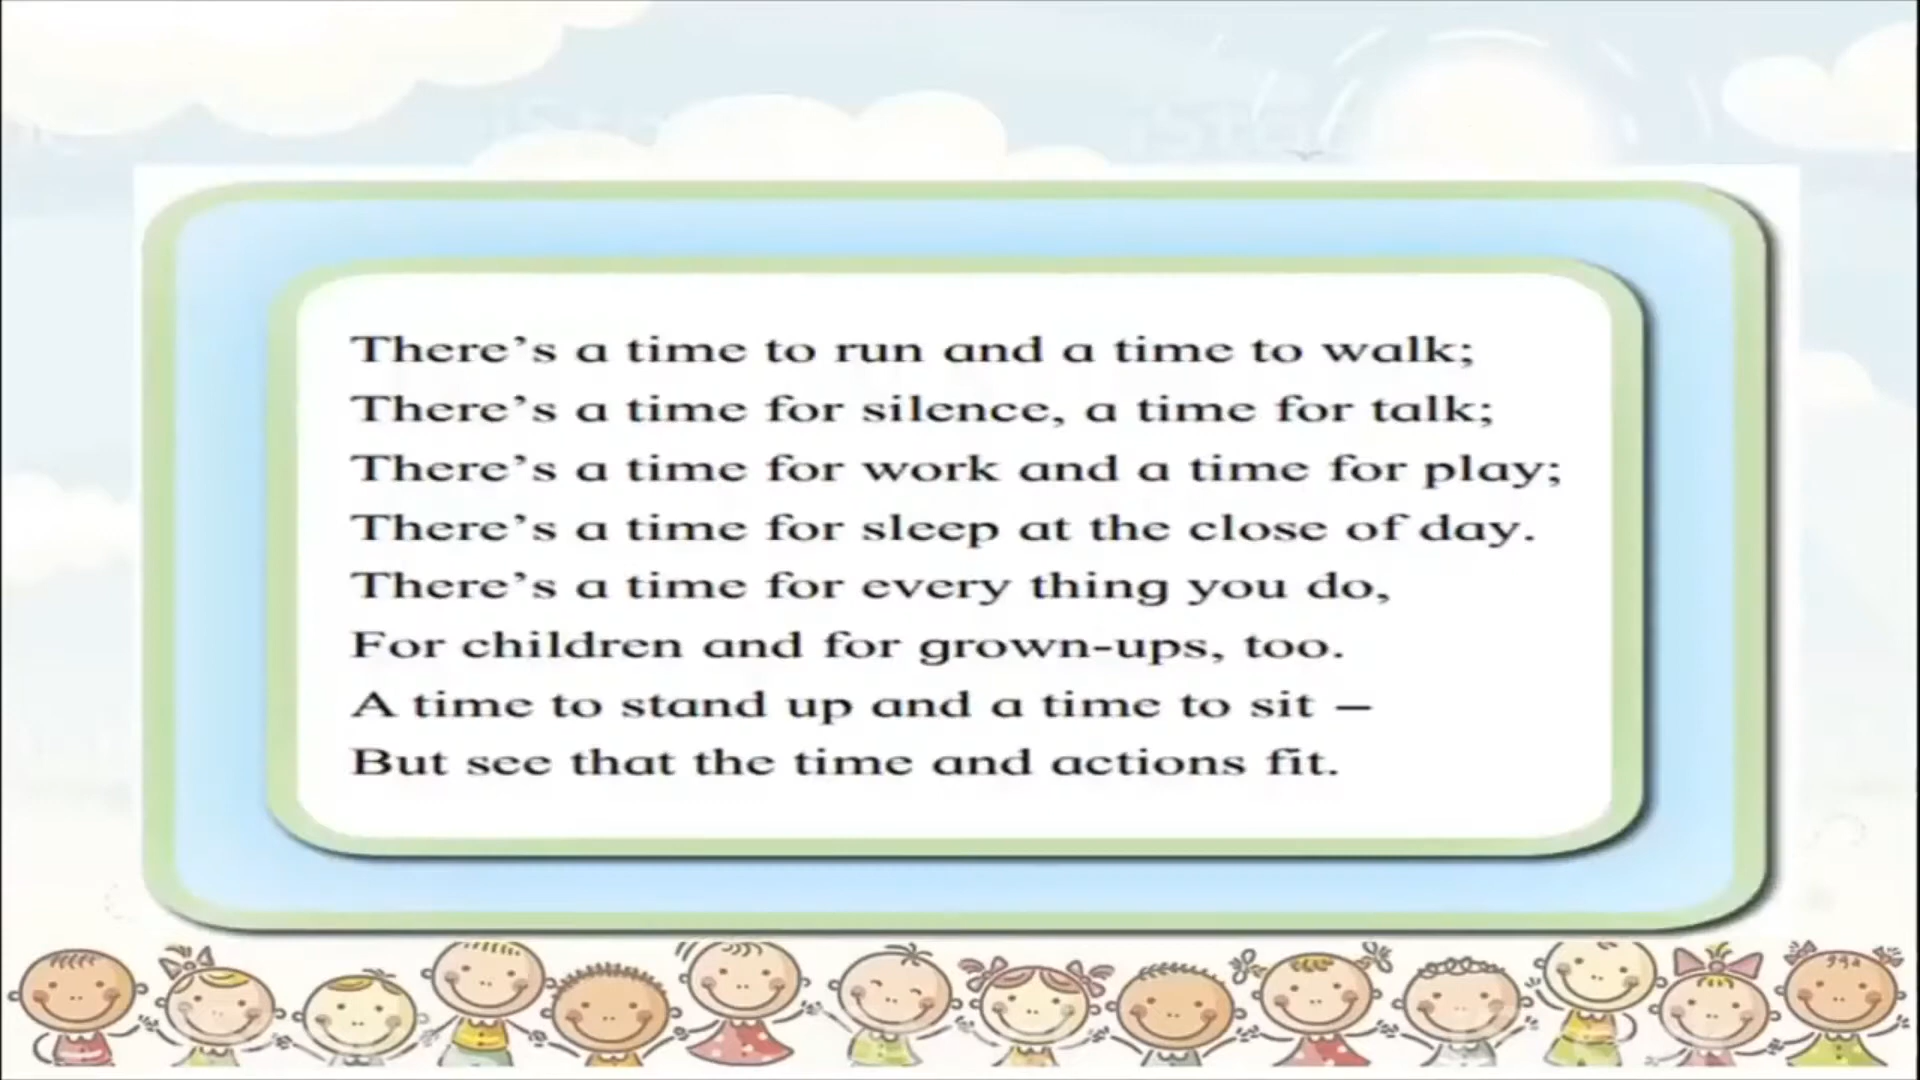 There's a time to run and a time to walk;
There's a time for silence, a time for talk;
There's a time for work and a time for play;
There's a time for sleep at the close of day.
There's a time for every thing you do,
For children and for grown-ups, too.
A time to stand up and a time to sit –
But see that the time and actions fit.